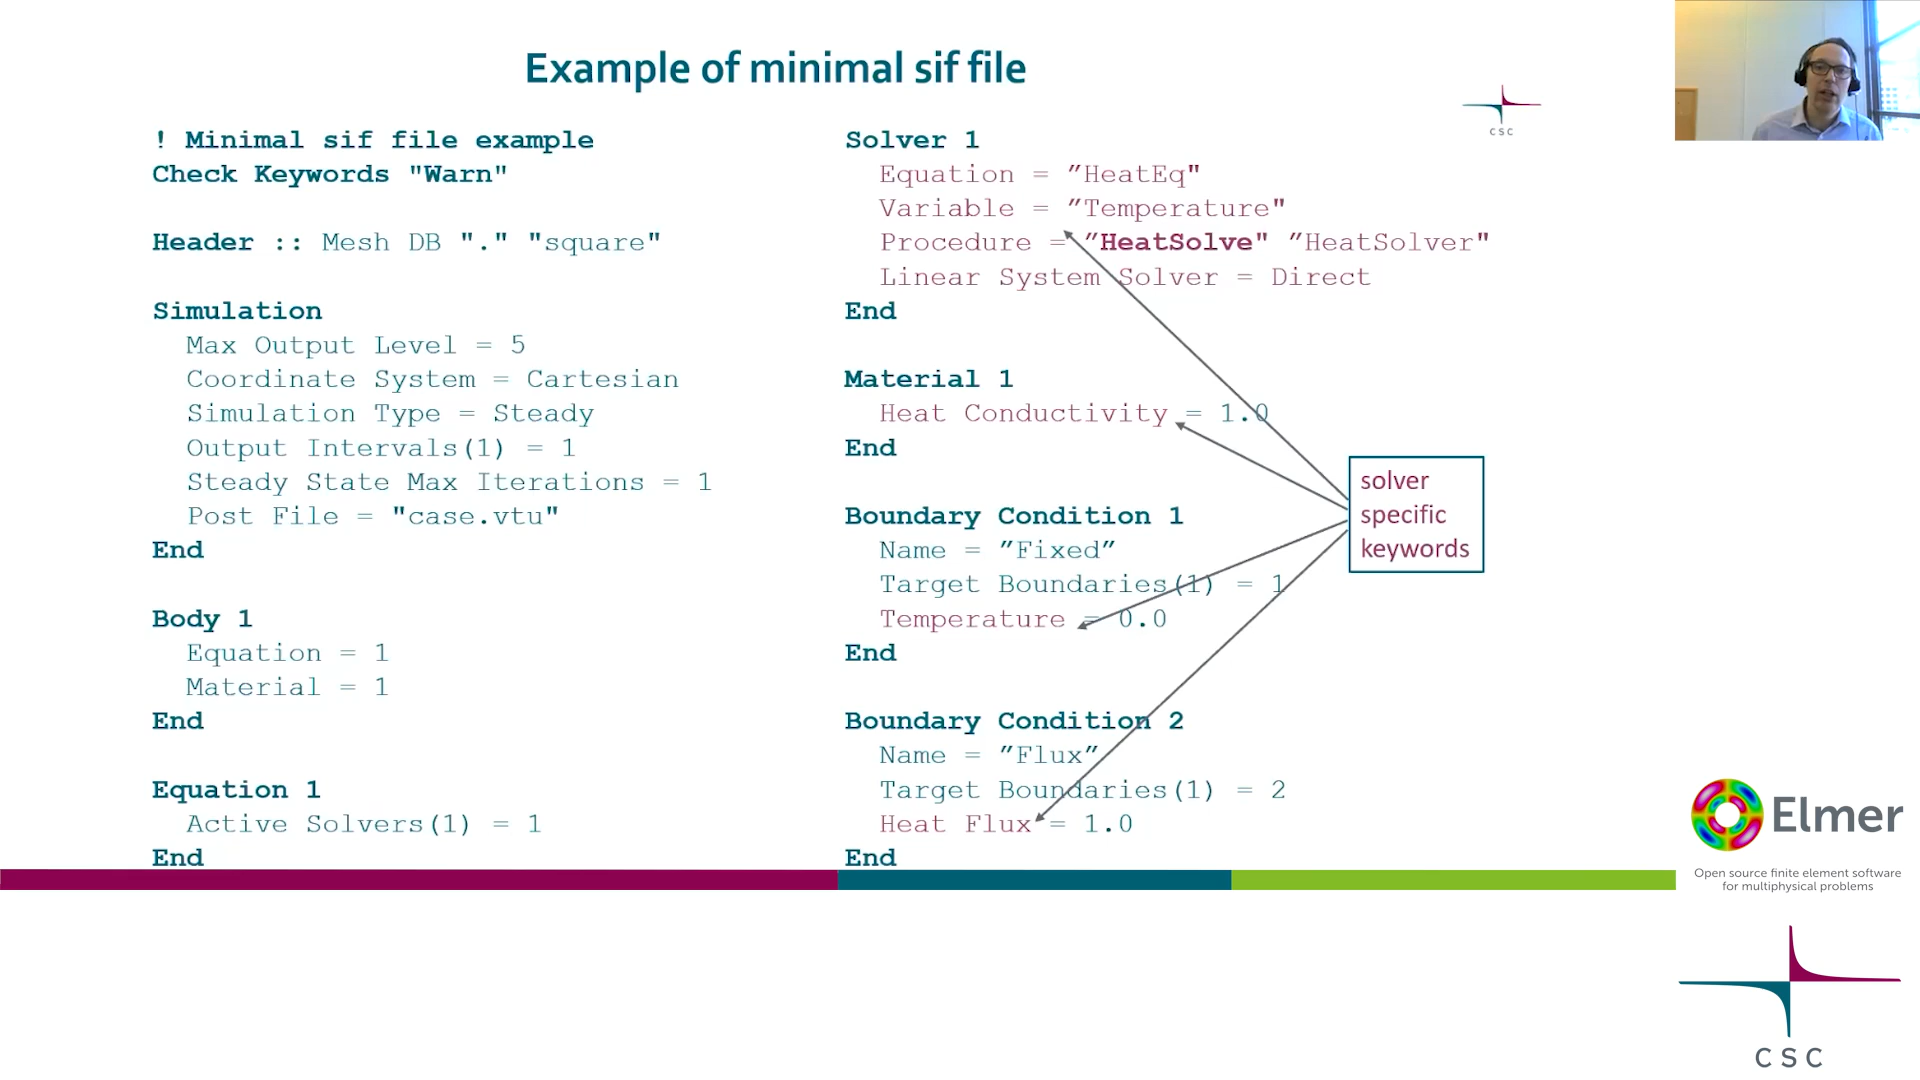 Example of minimal sif file
CSC
! Minimal sif file example
Check Keywords "Warn"
Header :: Mesh DB "." "square"
Simulation
Max Output Level = 5
Coordinate System = Cartesian
Simulation Type = Steady
Output Intervals(1) = 1
Steady State Max Iterations = 1
Post File = "case.vtu"
End
Body 1
Equation = 1
Material = 1
End
Equation 1
Active Solvers(1) = 1
End
Solver 1
Equation = ”HeatEq"
Variable = ”Temperature"
Procedure = ”HeatSolve" ”HeatSolver"
Linear System Solver = Direct
End
Material 1
Heat Conductivity = 1.0
End
Boundary Condition 1
Name = ”Fixed”
Target Boundaries(1) = 1
Temperature = 0.0
End
Boundary Condition 2
Name = ”Flux”
Target Boundaries(1) = 2
Heat Flux = 1.0
End
solver
specific
keywords
Elmer
Open source finite element software
for multiphysical problems
CSC